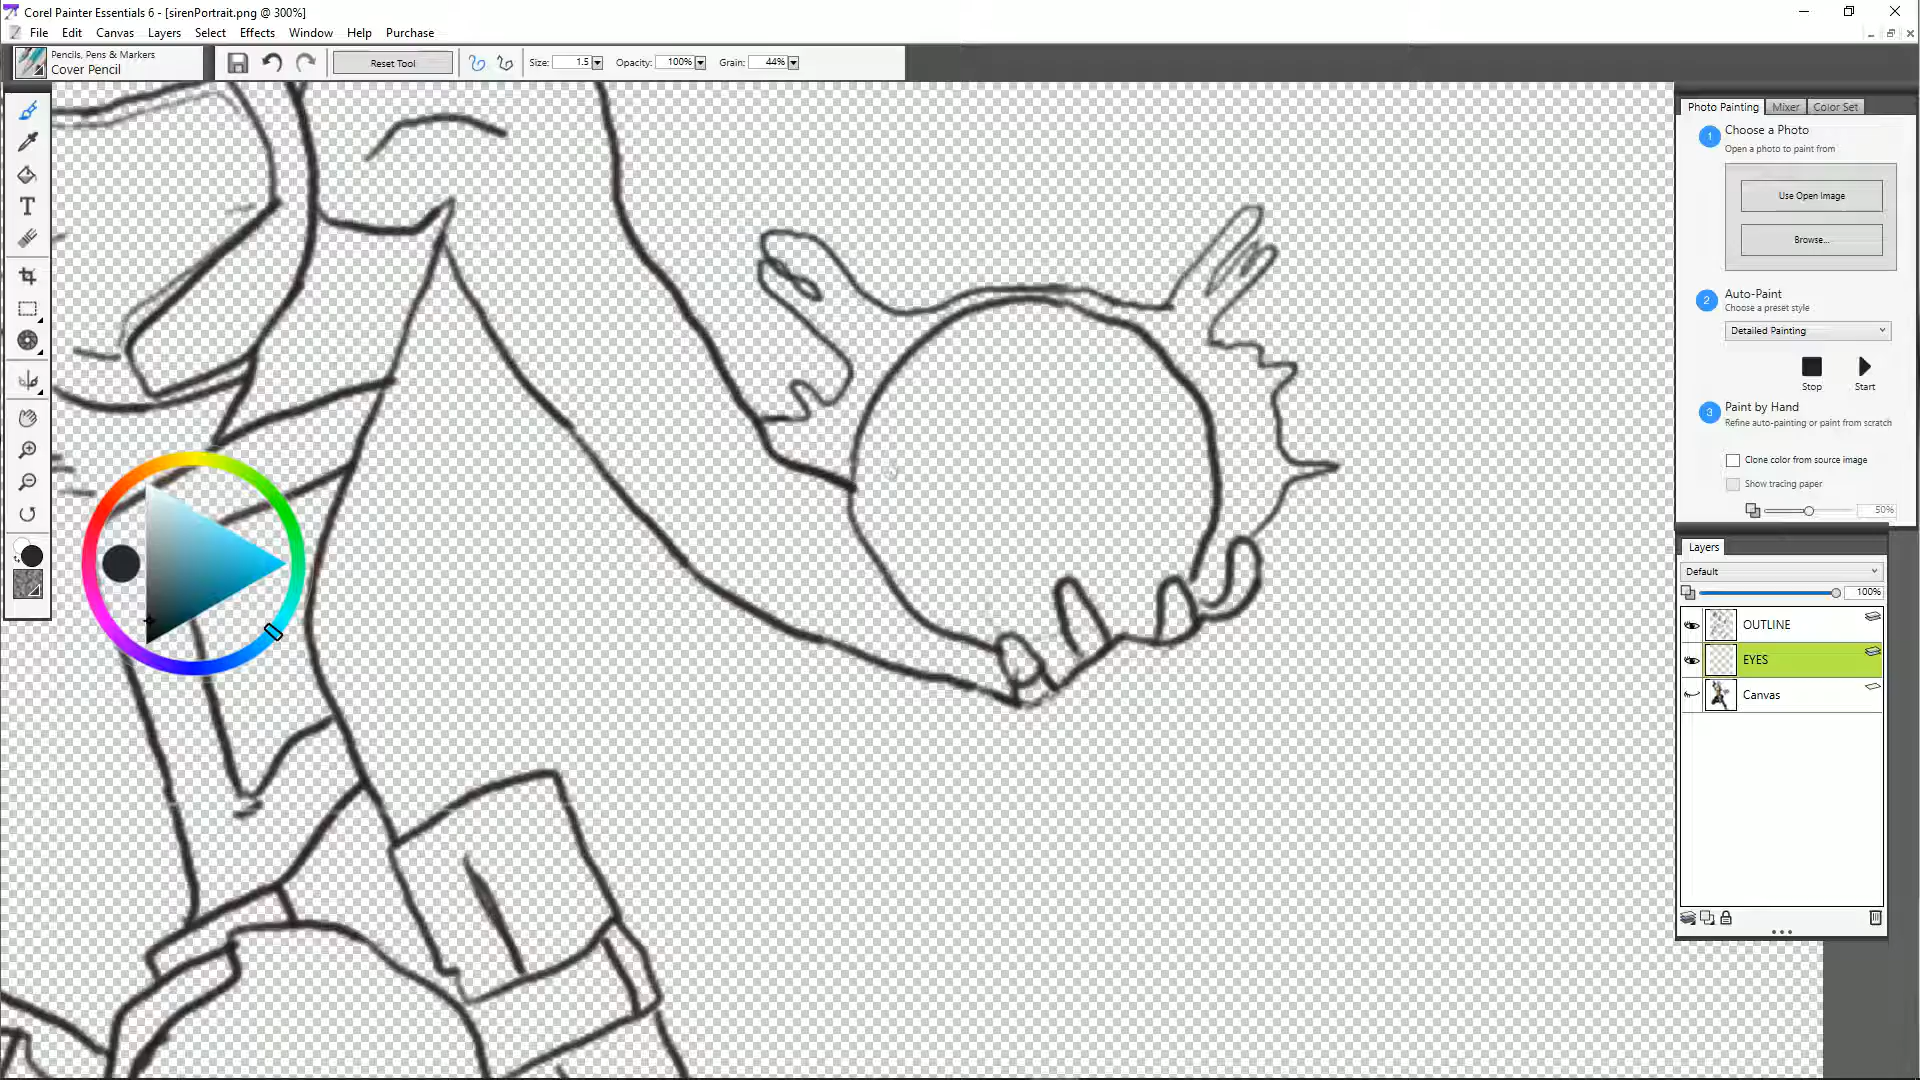 Corel Painter Essentials 6 - [sirenPortrait.png @ 300%]
File Edit Canvas Layers Select Effects Window Help Purchase
Pencils, Pens & Markers
Cover Pencil
Reset Tool
Size: 1.5
Opacity: 100%
Grain: 44%
Photo Painting Mixer Color Set
1 Choose a Photo
Open a photo to paint from
Use Open Image
Browse...
2 Auto-Paint
Choose a preset style
Detailed Painting
Stop Start
3 Paint by Hand
Refine auto-painting or paint from scratch
Clone color from source image
Show tracing paper
50%
Layers
Default
100%
OUTLINE
EYES
Canvas